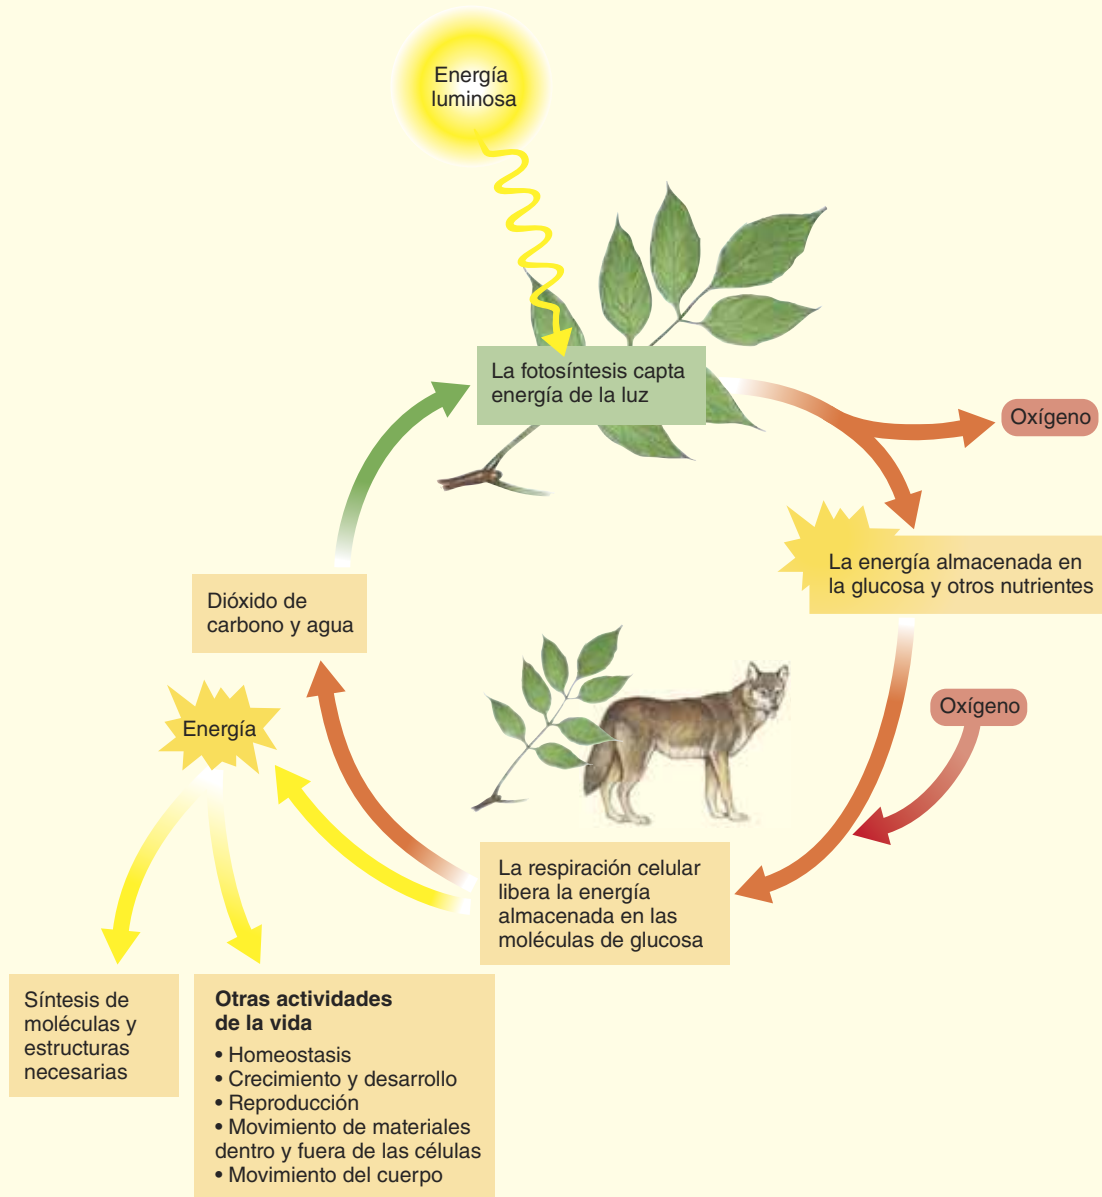 Energía
luminosa
La fotosíntesis capta
energía de la luz
Oxígeno
La energía almacenada en
la glucosa y otros nutrientes
Dióxido de
carbono y agua
Oxígeno
Energía
La respiración celular
libera la energía
almacenada en las
moléculas de glucosa
Síntesis de
moléculas y
estructuras
necesarias
Otras actividades
de la vida
• Homeostasis
• Crecimiento y desarrollo
• Reproducción
• Movimiento de materiales
dentro y fuera de las células
• Movimiento del cuerpo